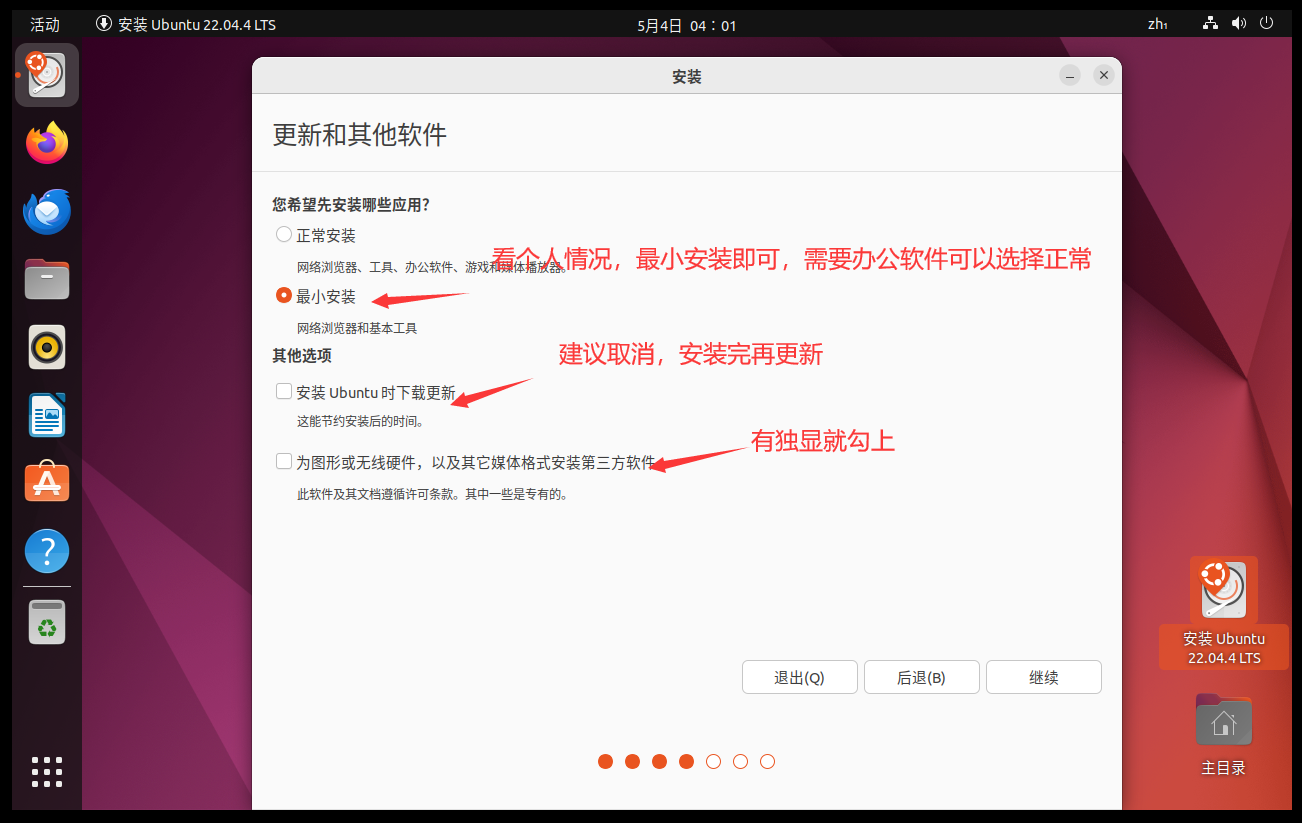 活动
安装 Ubuntu 22.04.4 LTS
5月4日 04：01
zh₁
安装
更新和其他软件
您希望先安装哪些应用?
正常安装
看个人情况，最小安装即可，需要办公软件可以选择正常
网络浏览器、工具、办公软件、游戏和媒体播放器。
最小安装
网络浏览器和基本工具
其他选项
建议取消，安装完再更新
安装 Ubuntu 时下载更新
这能节约安装后的时间。
有独显就勾上
为图形或无线硬件，以及其它媒体格式安装第三方软件
此软件及其文档遵循许可条款。其中一些是专有的。
安装 Ubuntu
22.04.4 LTS
退出(Q)
后退(B)
继续
主目录